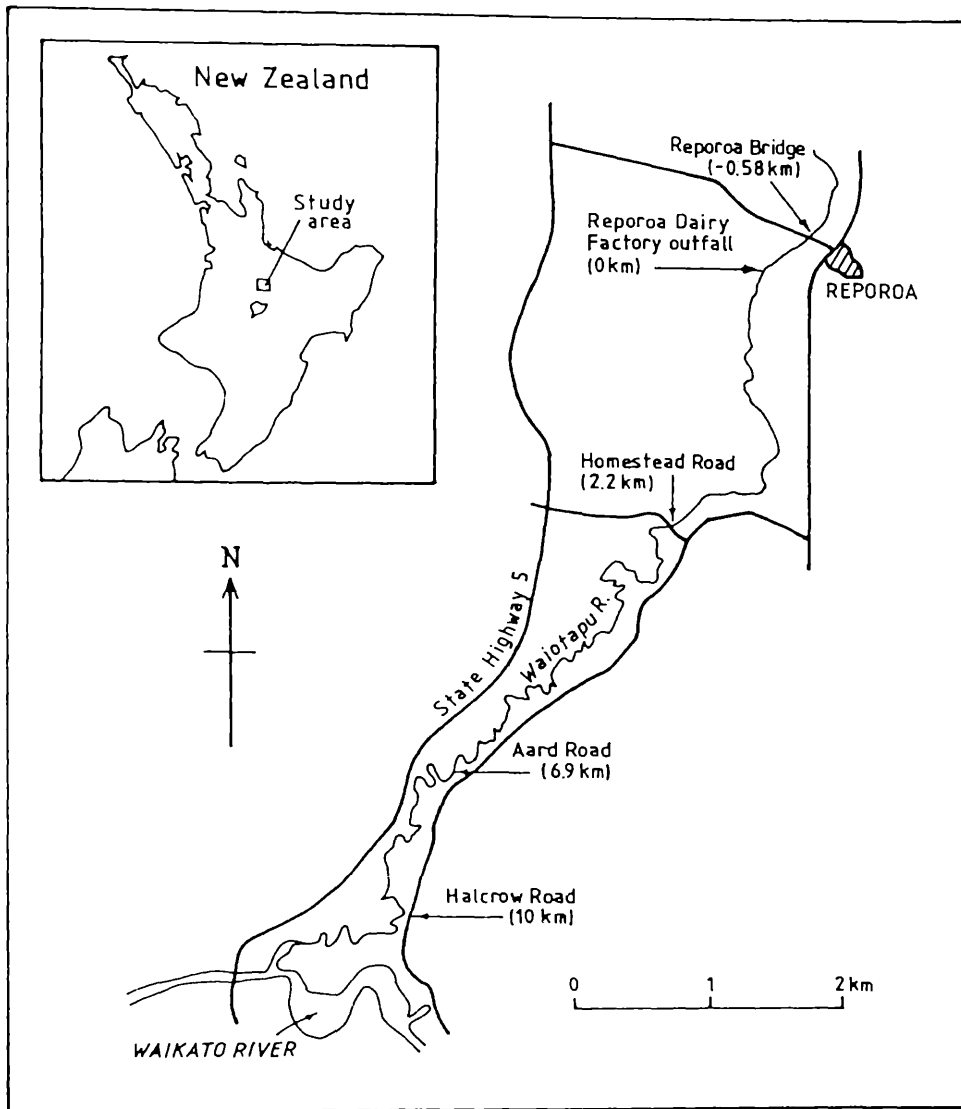 New Zealand
Study
area
Reporoa Bridge
(-0.58 km)
Reporoa Dairy
Factory outfall
(0km)
REPOROA
Homestead Road
(2.2 km)
N
State Highway 5
Waiotapu R.
Aard Road
(6.9 km)
Halcrow Road
(10 km)
0 1 2 km
WAIKATO RIVER